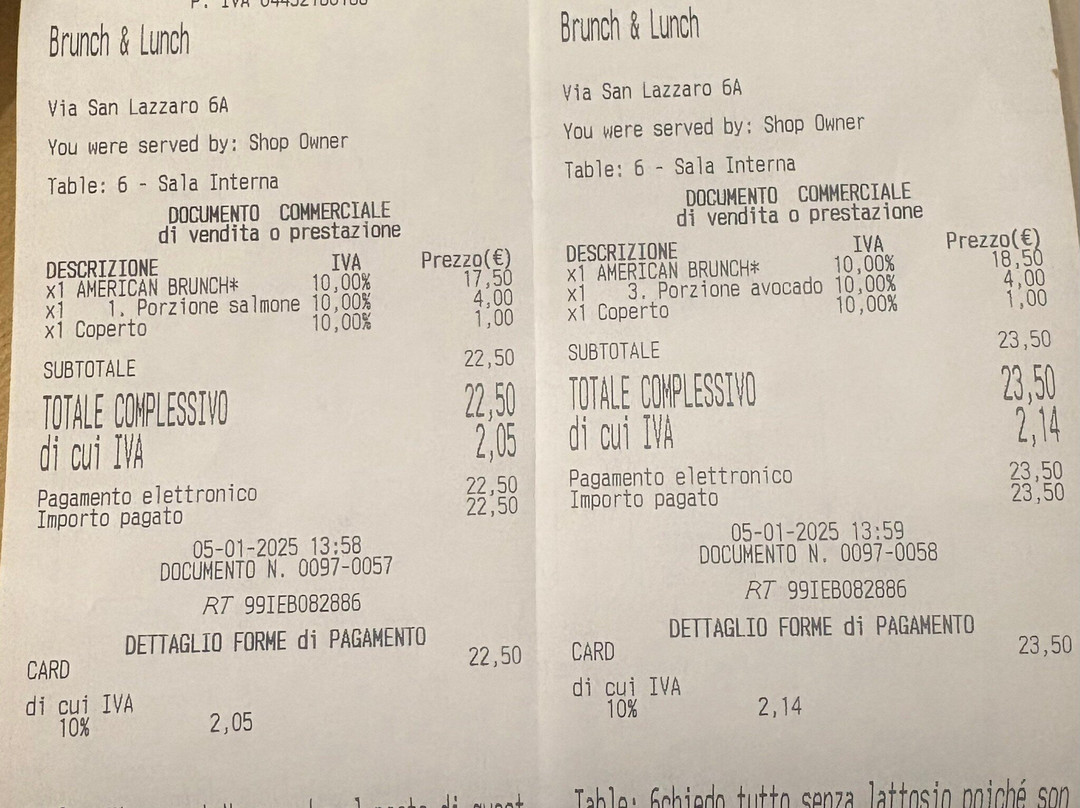 P. IVA
Brunch & Lunch
Via San Lazzaro 6A
You were served by: Shop Owner
Table: 6 - Sala Interna
DOCUMENTO COMMERCIALE
di vendita o prestazione
DESCRIZIONE IVA Prezzo(€)
x1 AMERICAN BRUNCH* 10,00% 17,50
x1 1. Porzione salmone 10,00% 4,00
x1 Coperto 10,00% 1,00
SUBTOTALE 22,50
TOTALE COMPLESSIVO 22,50
di cui IVA 2,05
Pagamento elettronico 22,50
Importo pagato 22,50
05-01-2025 13:58
DOCUMENTO N. 0097-0057
RT 99IEB082886
DETTAGLIO FORME di PAGAMENTO
CARD 22,50
di cui IVA
10% 2,05
Brunch & Lunch
Via San Lazzaro 6A
You were served by: Shop Owner
Table: 6 - Sala Interna
DOCUMENTO COMMERCIALE
di vendita o prestazione
DESCRIZIONE IVA Prezzo(€)
x1 AMERICAN BRUNCH* 10,00% 18,50
x1 3. Porzione avocado 10,00% 4,00
x1 Coperto 10,00% 1,00
SUBTOTALE 23,50
TOTALE COMPLESSIVO 23,50
di cui IVA 2,14
Pagamento elettronico 23,50
Importo pagato 23,50
05-01-2025 13:59
DOCUMENTO N. 0097-0058
RT 99IEB082886
DETTAGLIO FORME di PAGAMENTO
CARD 23,50
di cui IVA
10% 2,14
Table: 6chiedo tutto senza lattosio poiché son